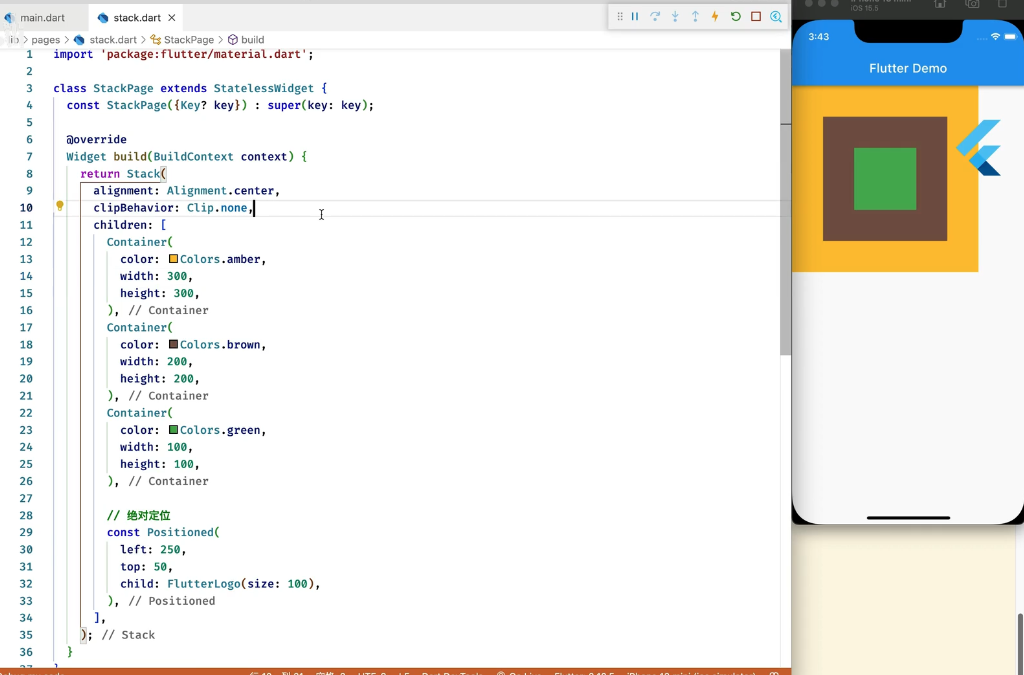 main.dart
stack.dart
pages > stack.dart > StackPage > build
1 import 'package:flutter/material.dart';
2
3 class StackPage extends StatelessWidget {
4 const StackPage({Key? key}) : super(key: key);
5
6 @override
7 Widget build(BuildContext context) {
8 return Stack(
9 alignment: Alignment.center,
10 clipBehavior: Clip.none,
11 children: [
12 Container(
13 color: Colors.amber,
14 width: 300,
15 height: 300,
16 ), // Container
17 Container(
18 color: Colors.brown,
19 width: 200,
20 height: 200,
21 ), // Container
22 Container(
23 color: Colors.green,
24 width: 100,
25 height: 100,
26 ), // Container
27
28 // 绝对定位
29 const Positioned(
30 left: 250,
31 top: 50,
32 child: FlutterLogo(size: 100),
33 ), // Positioned
34 ],
35 ); // Stack
36 }
iOS 15.5
3:43
Flutter Demo